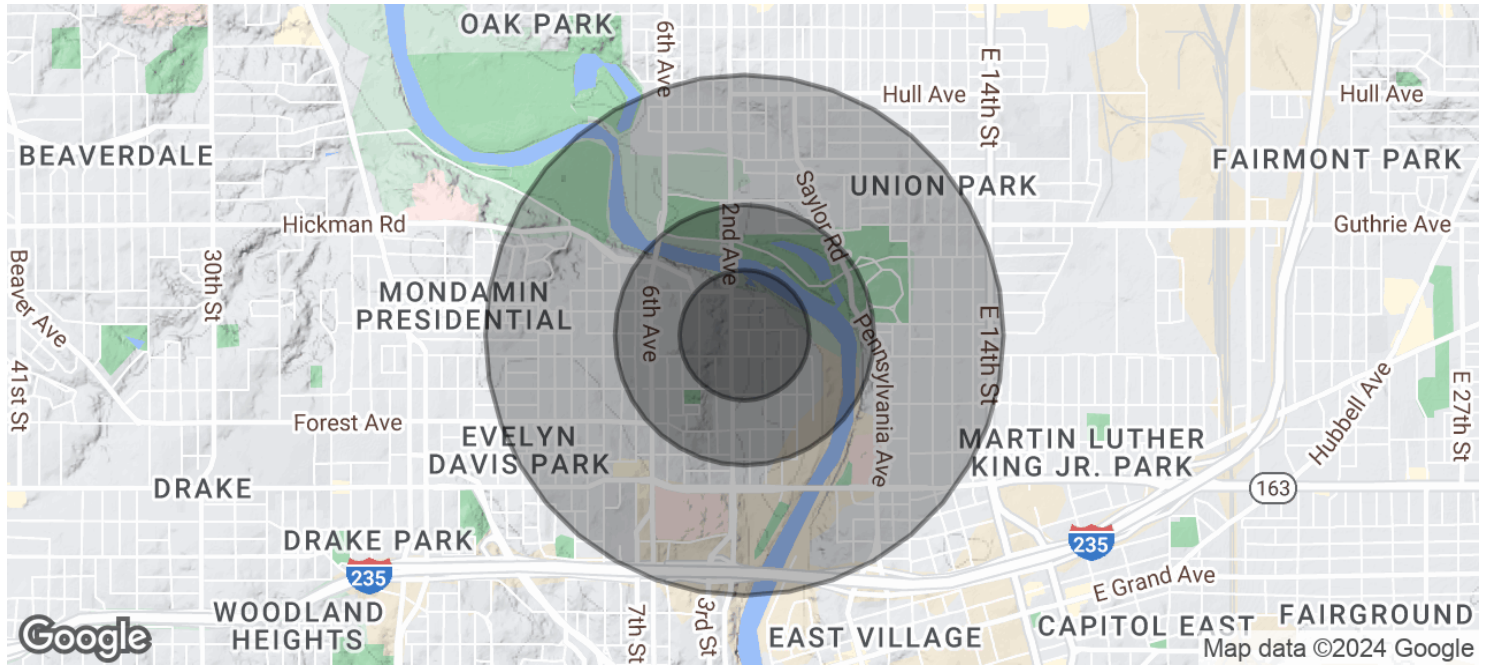 OAK PARK
6th Ave
E 14th St
Hull Ave
Hull Ave
BEAVERDALE
FAIRMONT PARK
Saylor Rd
UNION PARK
2nd Ave
Hickman Rd
Guthrie Ave
Beaver Ave
30th St
MONDAMIN
PRESIDENTIAL
6th Ave
E 14th St
Pennsylvania Ave
41st St
E 27th St
Hubbell Ave
Forest Ave
EVELYN
DAVIS PARK
MARTIN LUTHER
KING JR. PARK
DRAKE
163
DRAKE PARK
235
235
E Grand Ave
WOODLAND
HEIGHTS
7th St
3rd St
EAST VILLAGE
CAPITOL EAST
FAIRGROUND
Google
Map data ©2024 Google